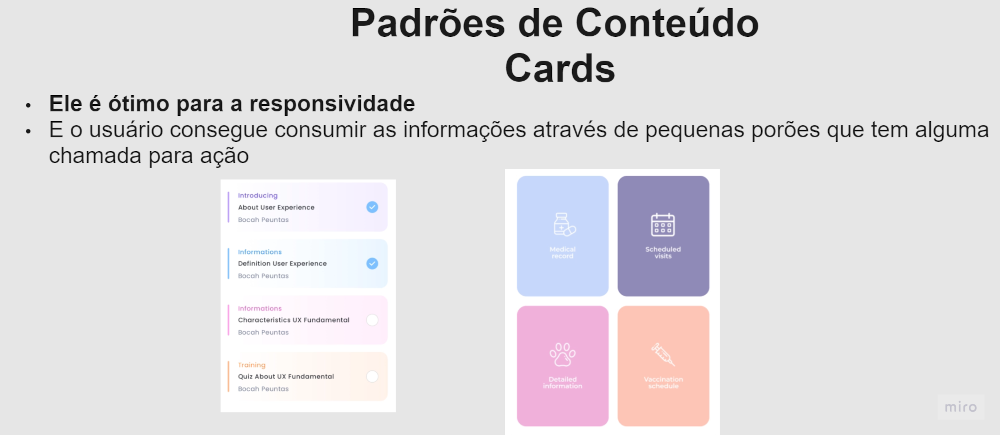 Padrões de Conteúdo
Cards
• Ele é ótimo para a responsividade
• E o usuário consegue consumir as informações através de pequenas porões que tem alguma
chamada para ação
Introducing
About User Experience
Bocah Peuntas
Informations
Definition User Experience
Bocah Peuntas
Informations
Characteristics UX Fundamental
Bocah Peuntas
Training
Quiz About UX Fundamental
Bocah Peuntas
Medical
record
Scheduled
visits
Detailed
information
Vaccination
schedule
miro